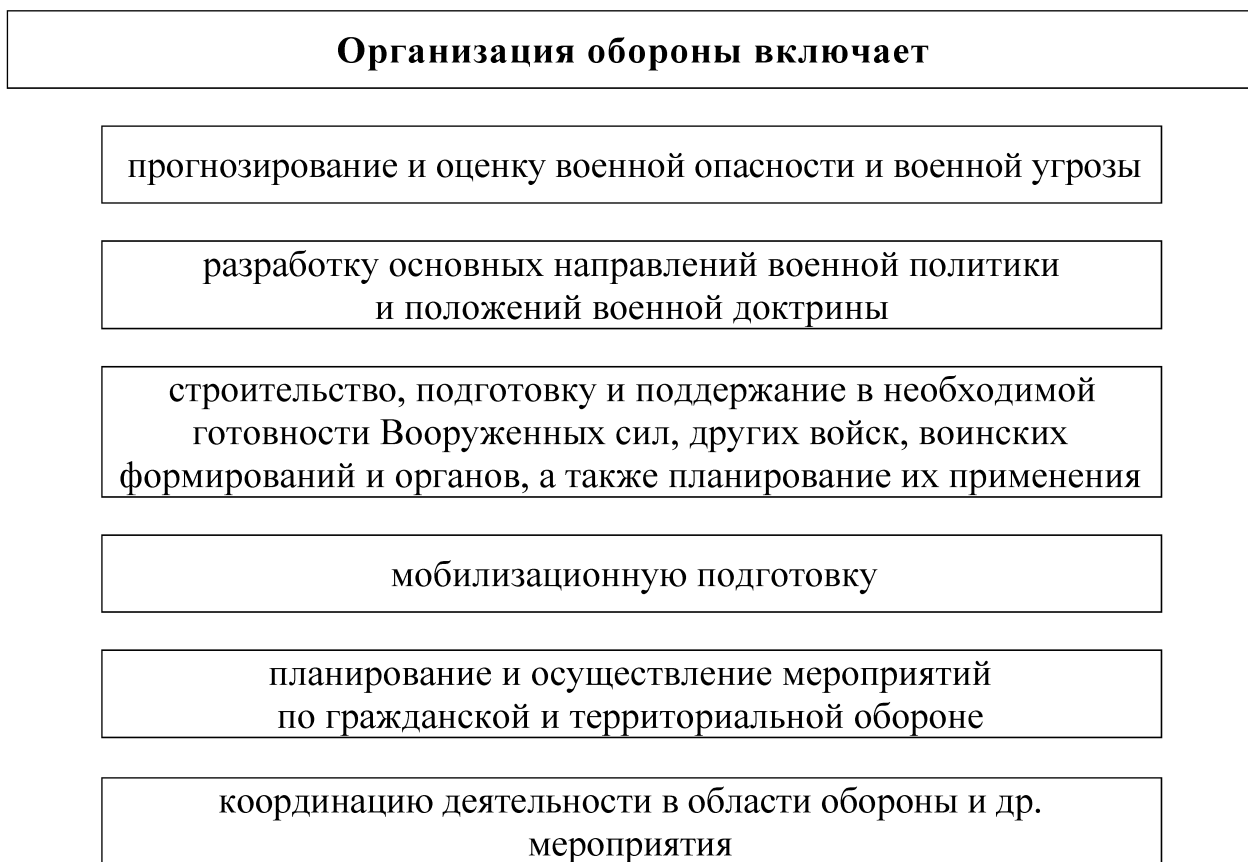 Организация обороны включает
прогнозирование и оценку военной опасности и военной угрозы
разработку основных направлений военной политики
и положений военной доктрины
строительство, подготовку и поддержание в необходимой
готовности Вооруженных сил, других войск, воинских
формирований и органов, а также планирование их применения
мобилизационную подготовку
планирование и осуществление мероприятий
по гражданской и территориальной обороне
координацию деятельности в области обороны и др.
мероприятия